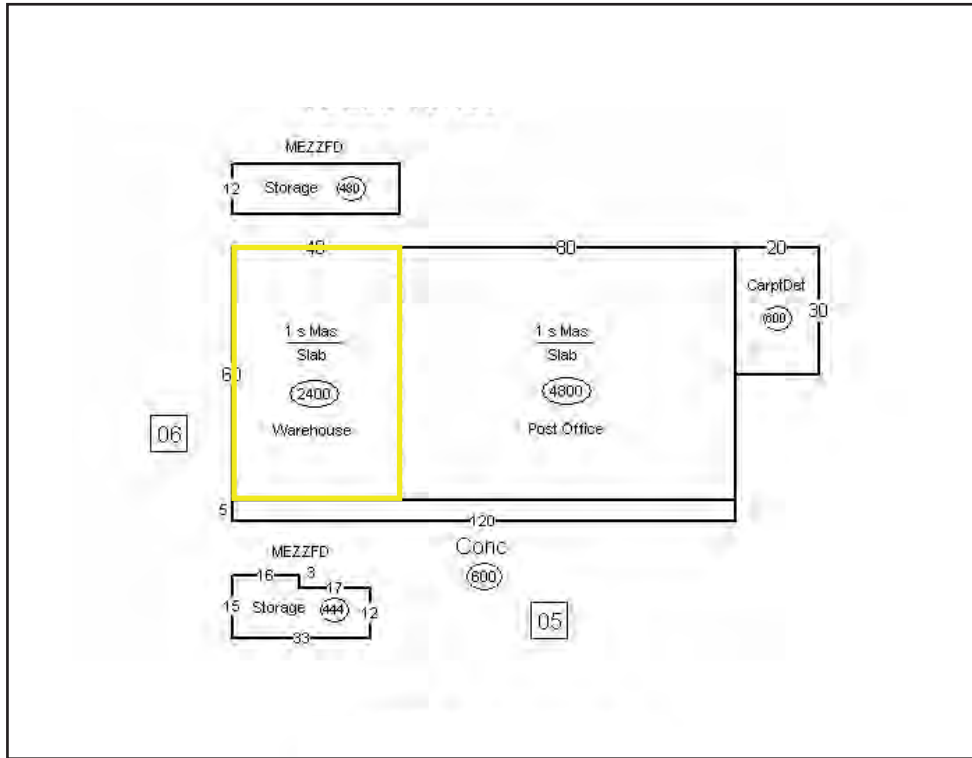 MEZZFD
12 Storage 480
40 80 20
CarptDet
600 30
1 s Mas 1 s Mas
Slab Slab
60
2400 4800
Warehouse Post Office
06
5
120
Conc
600
MEZZFD
16 3
17
15 Storage 444 12
33
05